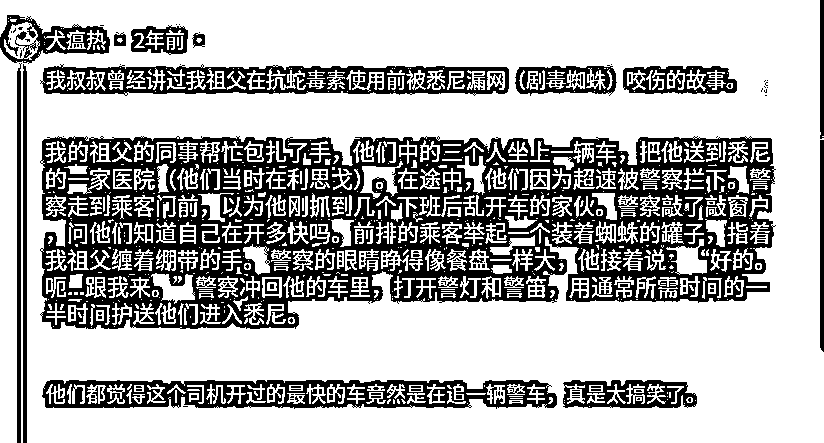 犬瘟热 · 2年前 ·
我叔叔曾经讲过我祖父在抗蛇毒素使用前被悉尼漏网（剧毒蜘蛛）咬伤的故事。
我的祖父的同事帮忙包扎了手，他们中的三个人坐上一辆车，把他送到悉尼
的一家医院（他们当时在利思戈）。在途中，他们因为超速被警察拦下。警
察走到乘客门前，以为他刚抓到几个下班后乱开车的家伙。警察敲了敲窗户
，问他们知道自己在开多快吗。前排的乘客举起一个装着蜘蛛的罐子，指着
我祖父缠着绷带的手。警察的眼睛睁得像餐盘一样大，他接着说：“好的。
呃...跟我来。”警察冲回他的车里，打开警灯和警笛，用通常所需时间的一
半时间护送他们进入悉尼。
他们都觉得这个司机开过的最快的车竟然是在追一辆警车，真是太搞笑了。